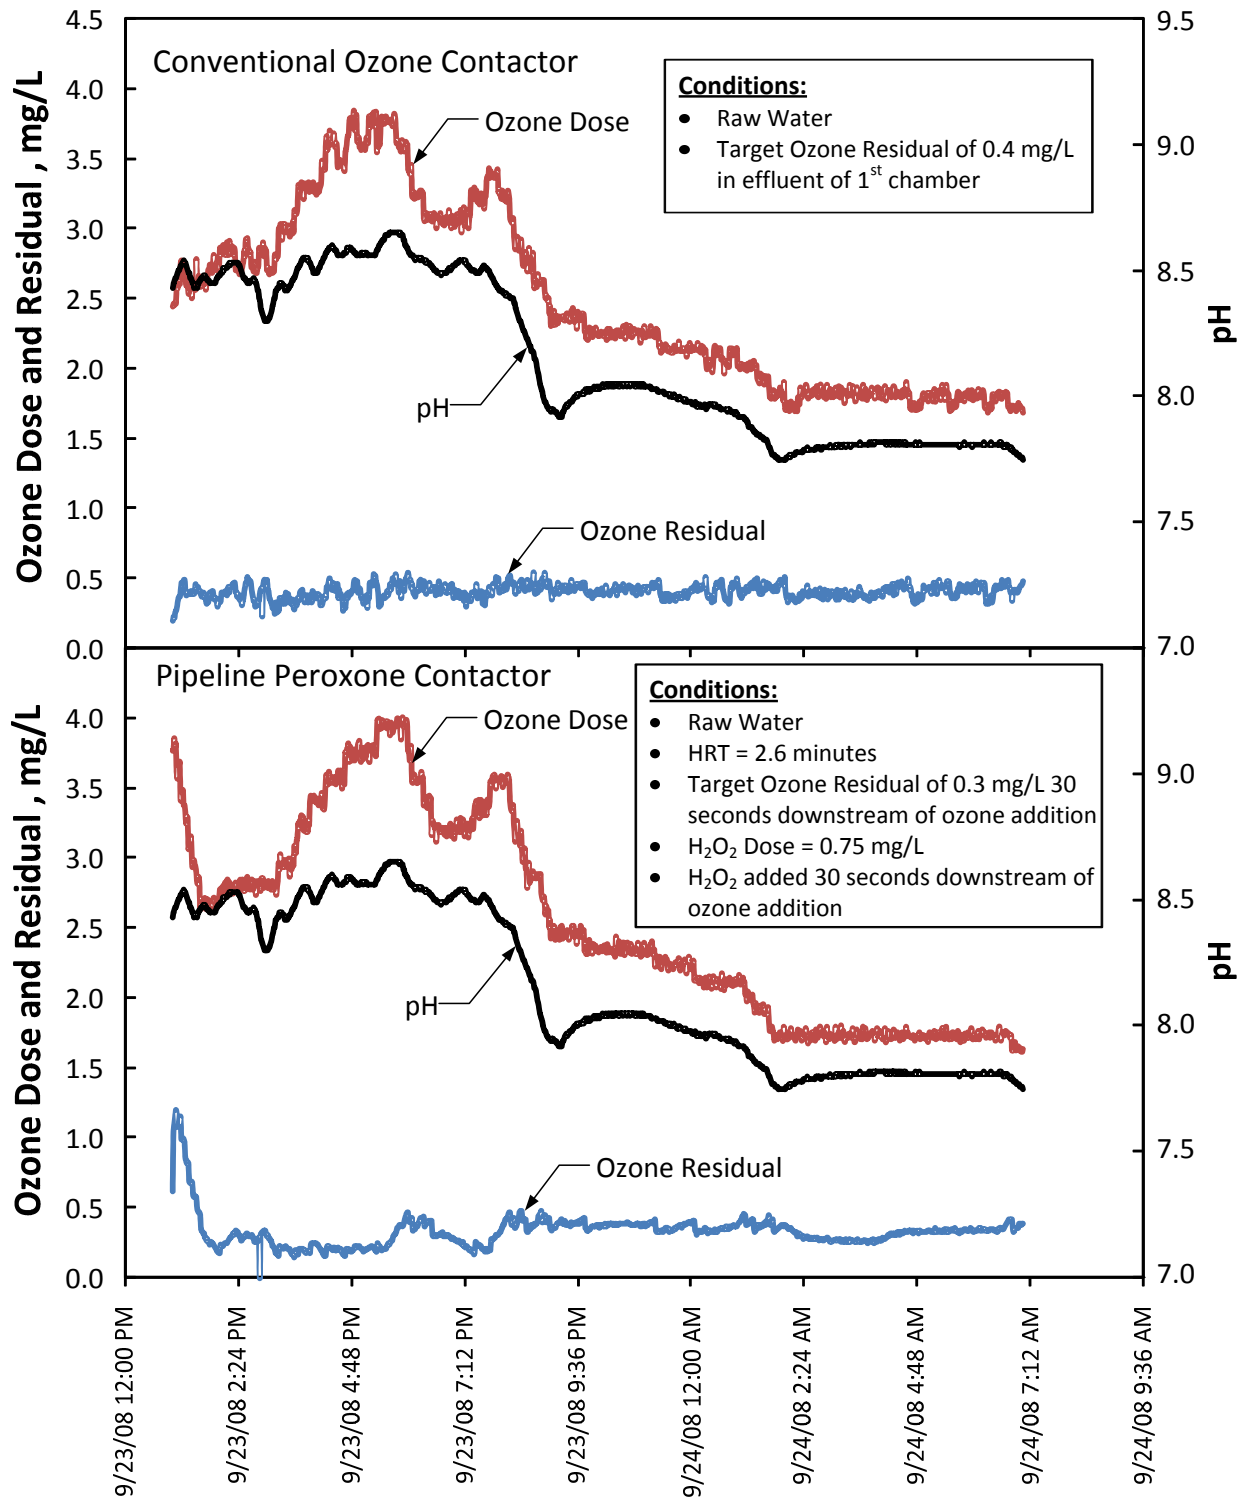 Conventional Ozone Contactor
Ozone Dose and Residual , mg/L
4.5
4.0
3.5
3.0
2.5
2.0
1.5
1.0
0.5
0.0
Ozone Dose
pH
Ozone Residual
Conditions:
• Raw Water
• Target Ozone Residual of 0.4 mg/L
in effluent of 1st chamber
9.5
9.0
8.5
8.0
7.5
7.0
pH
Pipeline Peroxone Contactor
Ozone Dose and Residual , mg/L
4.0
3.5
3.0
2.5
2.0
1.5
1.0
0.5
0.0
Ozone Dose
pH
Ozone Residual
Conditions:
• Raw Water
• HRT = 2.6 minutes
• Target Ozone Residual of 0.3 mg/L 30
seconds downstream of ozone addition
• H₂O₂ Dose = 0.75 mg/L
• H₂O₂ added 30 seconds downstream of
ozone addition
9.0
8.5
8.0
7.5
7.0
pH
9/23/08 12:00 PM
9/23/08 2:24 PM
9/23/08 4:48 PM
9/23/08 7:12 PM
9/23/08 9:36 PM
9/24/08 12:00 AM
9/24/08 2:24 AM
9/24/08 4:48 AM
9/24/08 7:12 AM
9/24/08 9:36 AM